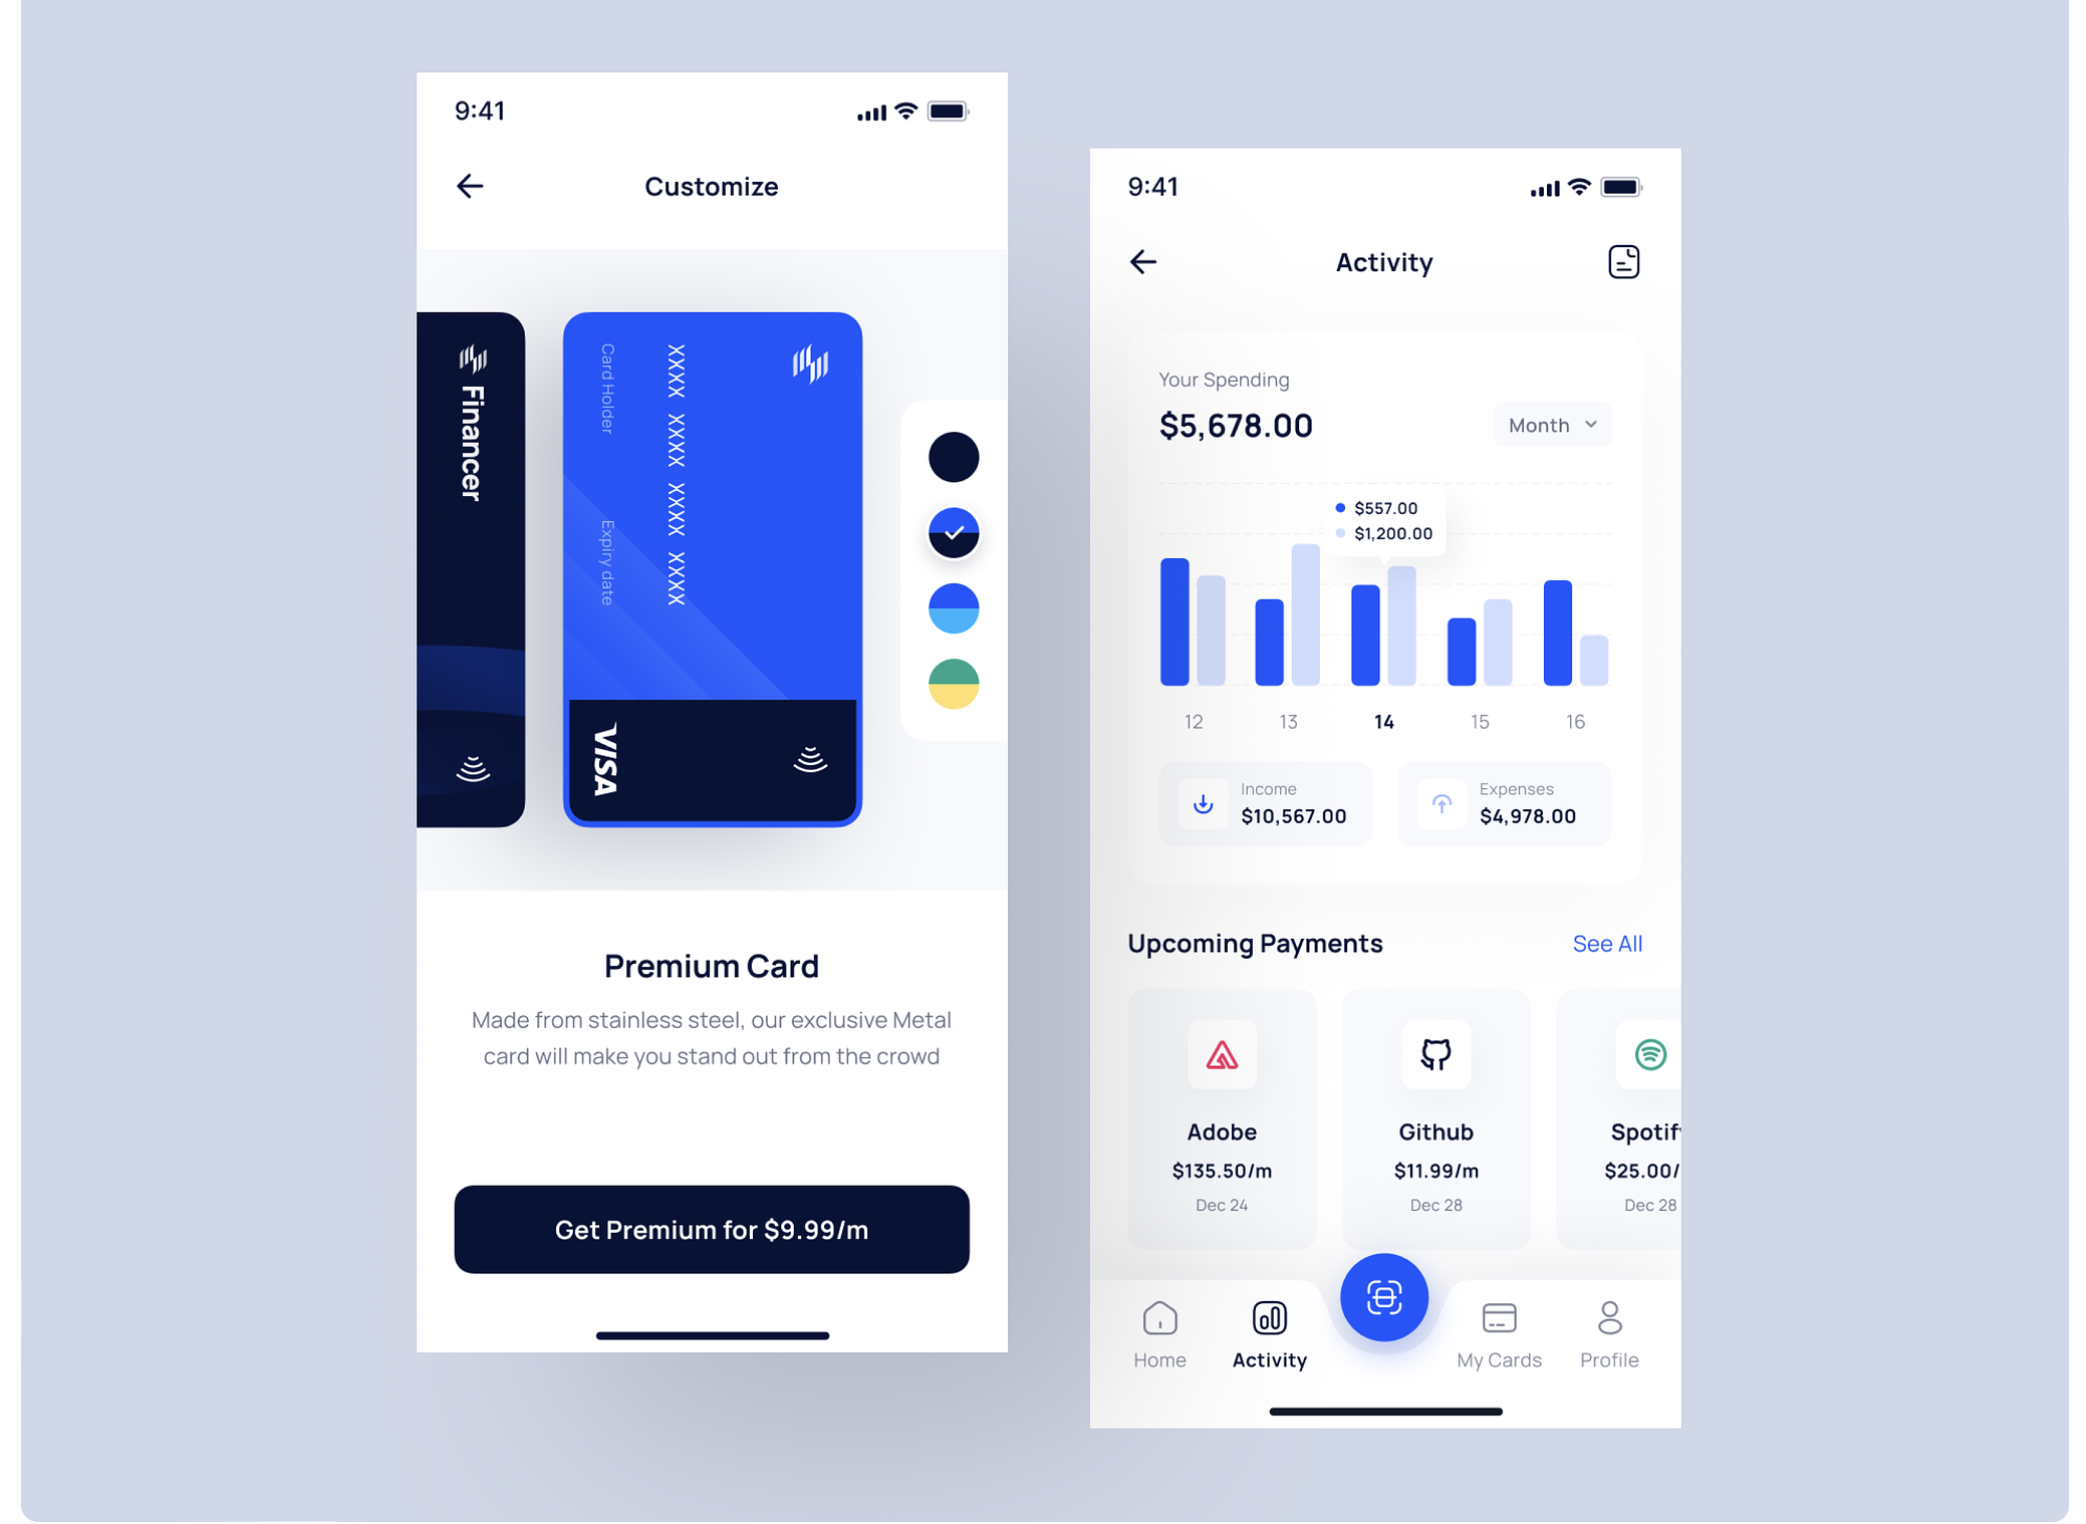 9:41
Customize
Financer
XXXX XXXX XXXX XXXX
Card Holder
Expiry date
VISA
Premium Card
Made from stainless steel, our exclusive Metal
card will make you stand out from the crowd
Get Premium for $9.99/m
9:41
Activity
Your Spending
$5,678.00
Month
$557.00
$1,200.00
12 13 14 15 16
Income
$10,567.00
Expenses
$4,978.00
Upcoming Payments
See All
Adobe
$135.50/m
Dec 24
Github
$11.99/m
Dec 28
Spotif
$25.00/
Dec 28
Home
Activity
My Cards
Profile